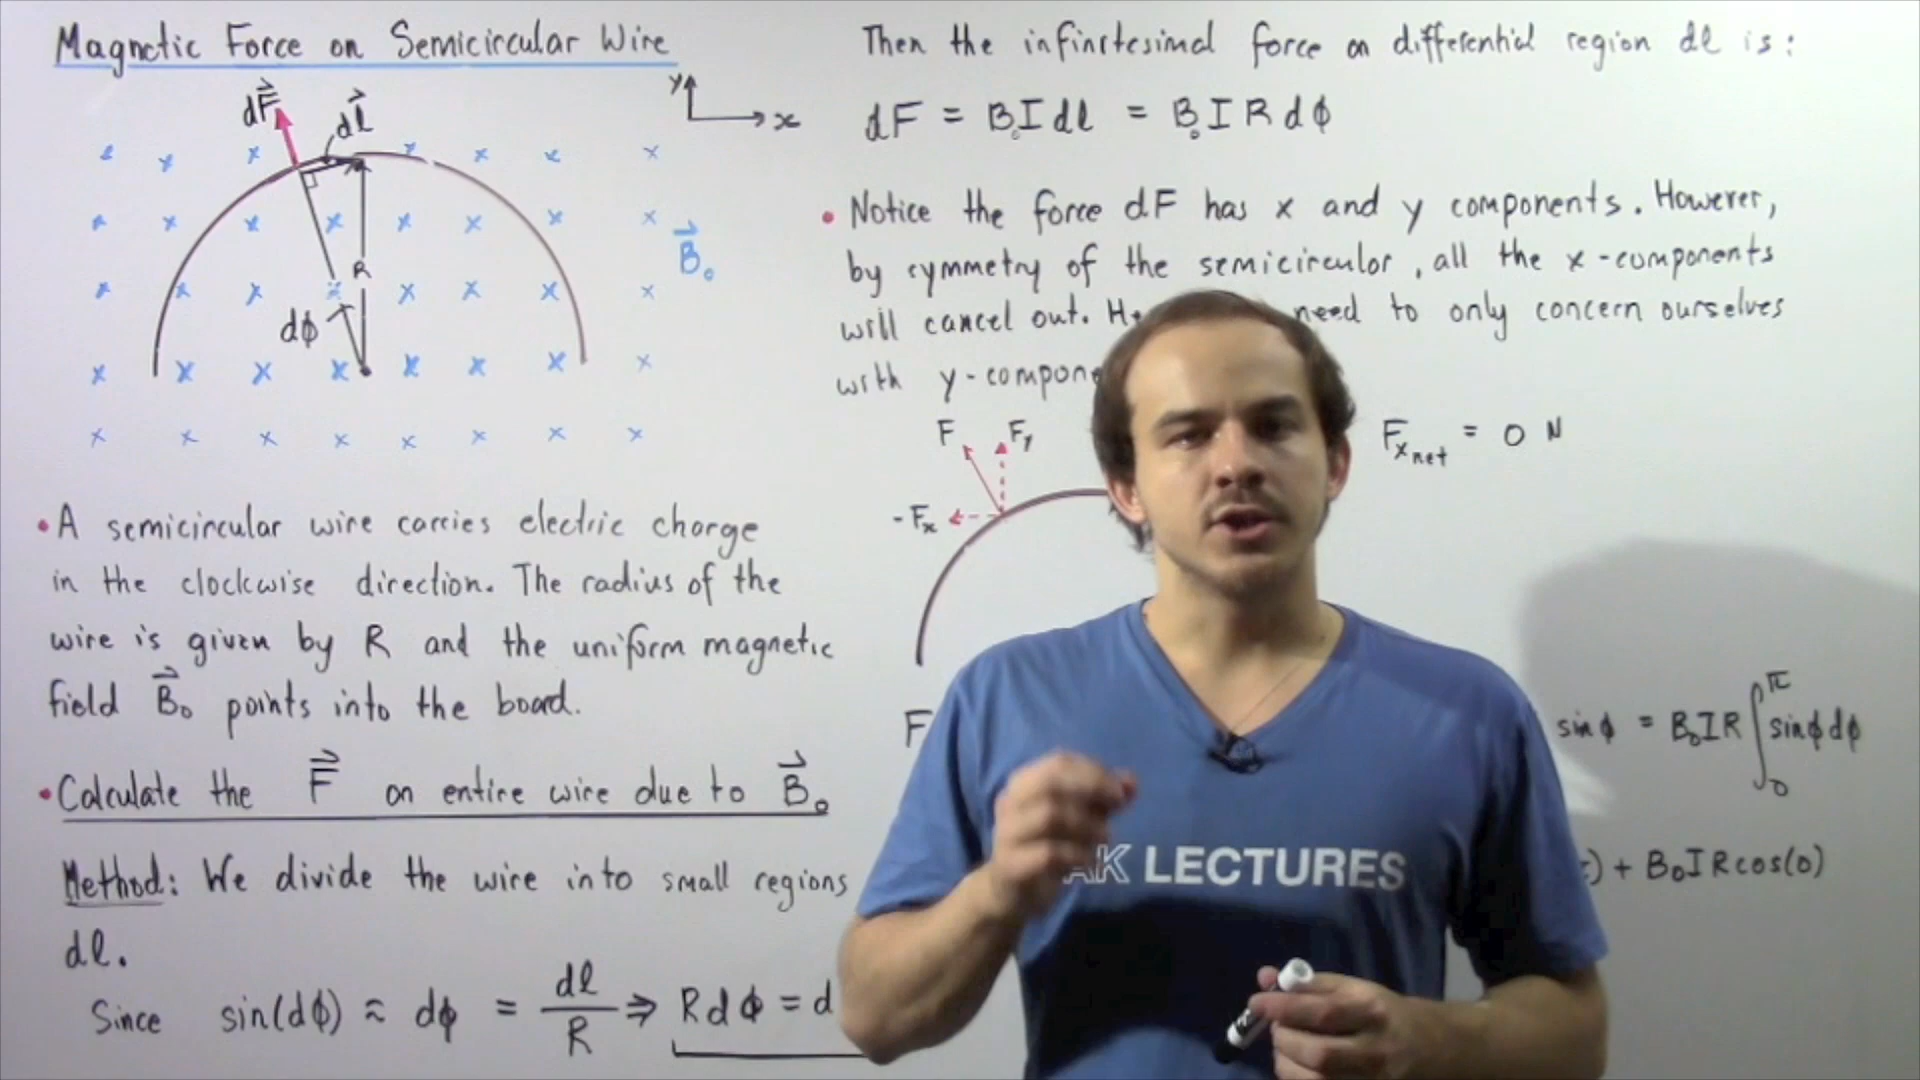 Magnetic Force on Semicircular Wire
y
x
dF⃗
dl⃗
R
dϕ
B⃗₀
• A semicircular wire carries electric charge
in the clockwise direction. The radius of the
wire is given by R and the uniform magnetic
field B⃗₀ points into the board.
• Calculate the F⃗ on entire wire due to B⃗₀
Method: We divide the wire into small regions
dl.
Since sin(dϕ) ≈ dϕ = dl/R ⇒ Rdϕ = d
Then the infinitesimal force on differential region dl is:
dF = B₀Idl = B₀IRdϕ
• Notice the force dF has x and y components. However,
by symmetry of the semicircular, all the x-components
will cancel out. need to only concern ourselves
with y-compone
F
Fy
-Fx
Fx net = 0 N
F
sinϕ = B₀IR ∫₀^π sinϕ dϕ
) + B₀IRcos(0)
AK LECTURES